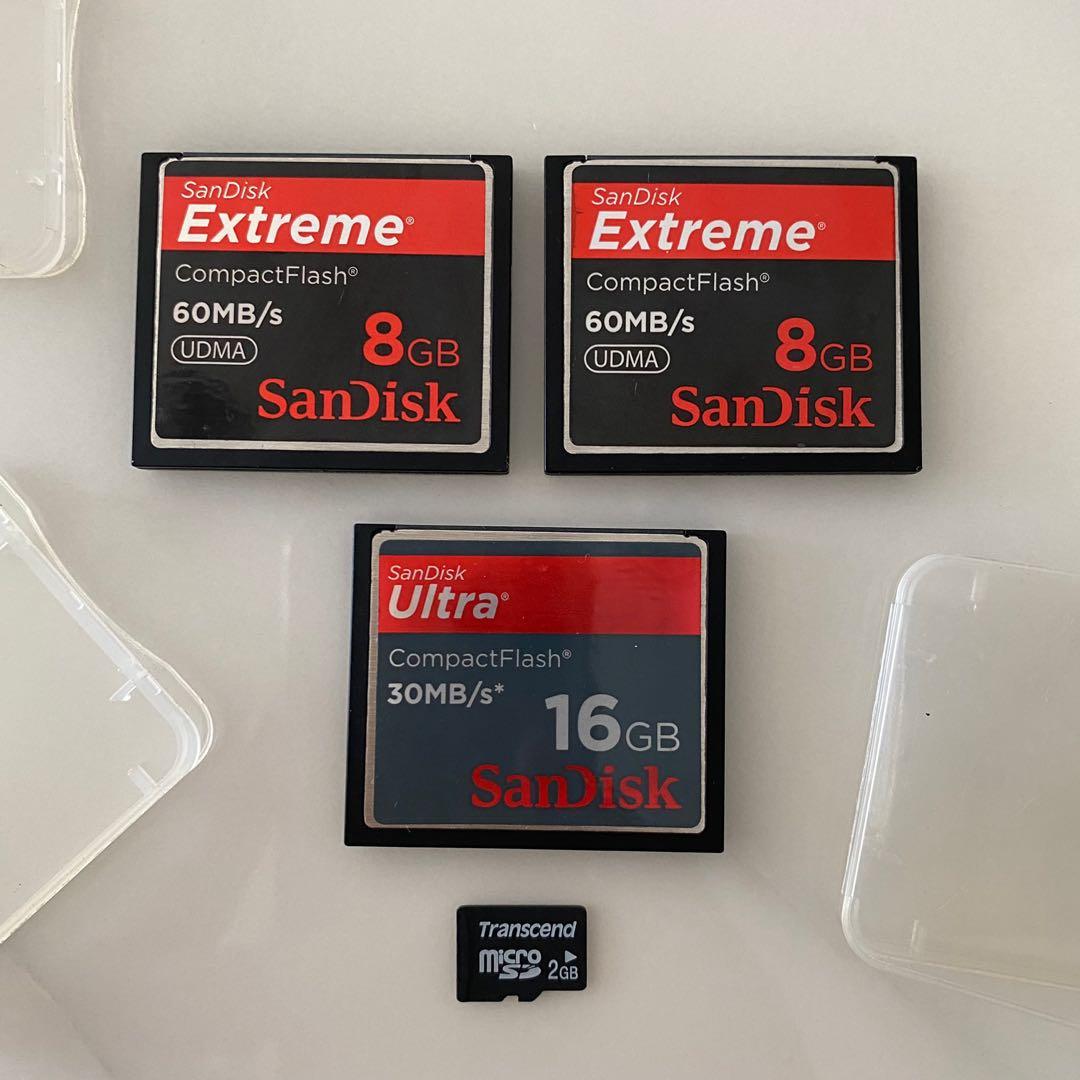 SanDisk
Extreme®
CompactFlash®
60MB/s
UDMA
8GB
SanDisk
SanDisk
Extreme®
CompactFlash®
60MB/s
UDMA
8GB
SanDisk
SanDisk
Ultra®
CompactFlash®
30MB/s*
16GB
SanDisk
Transcend
micro SD 2GB